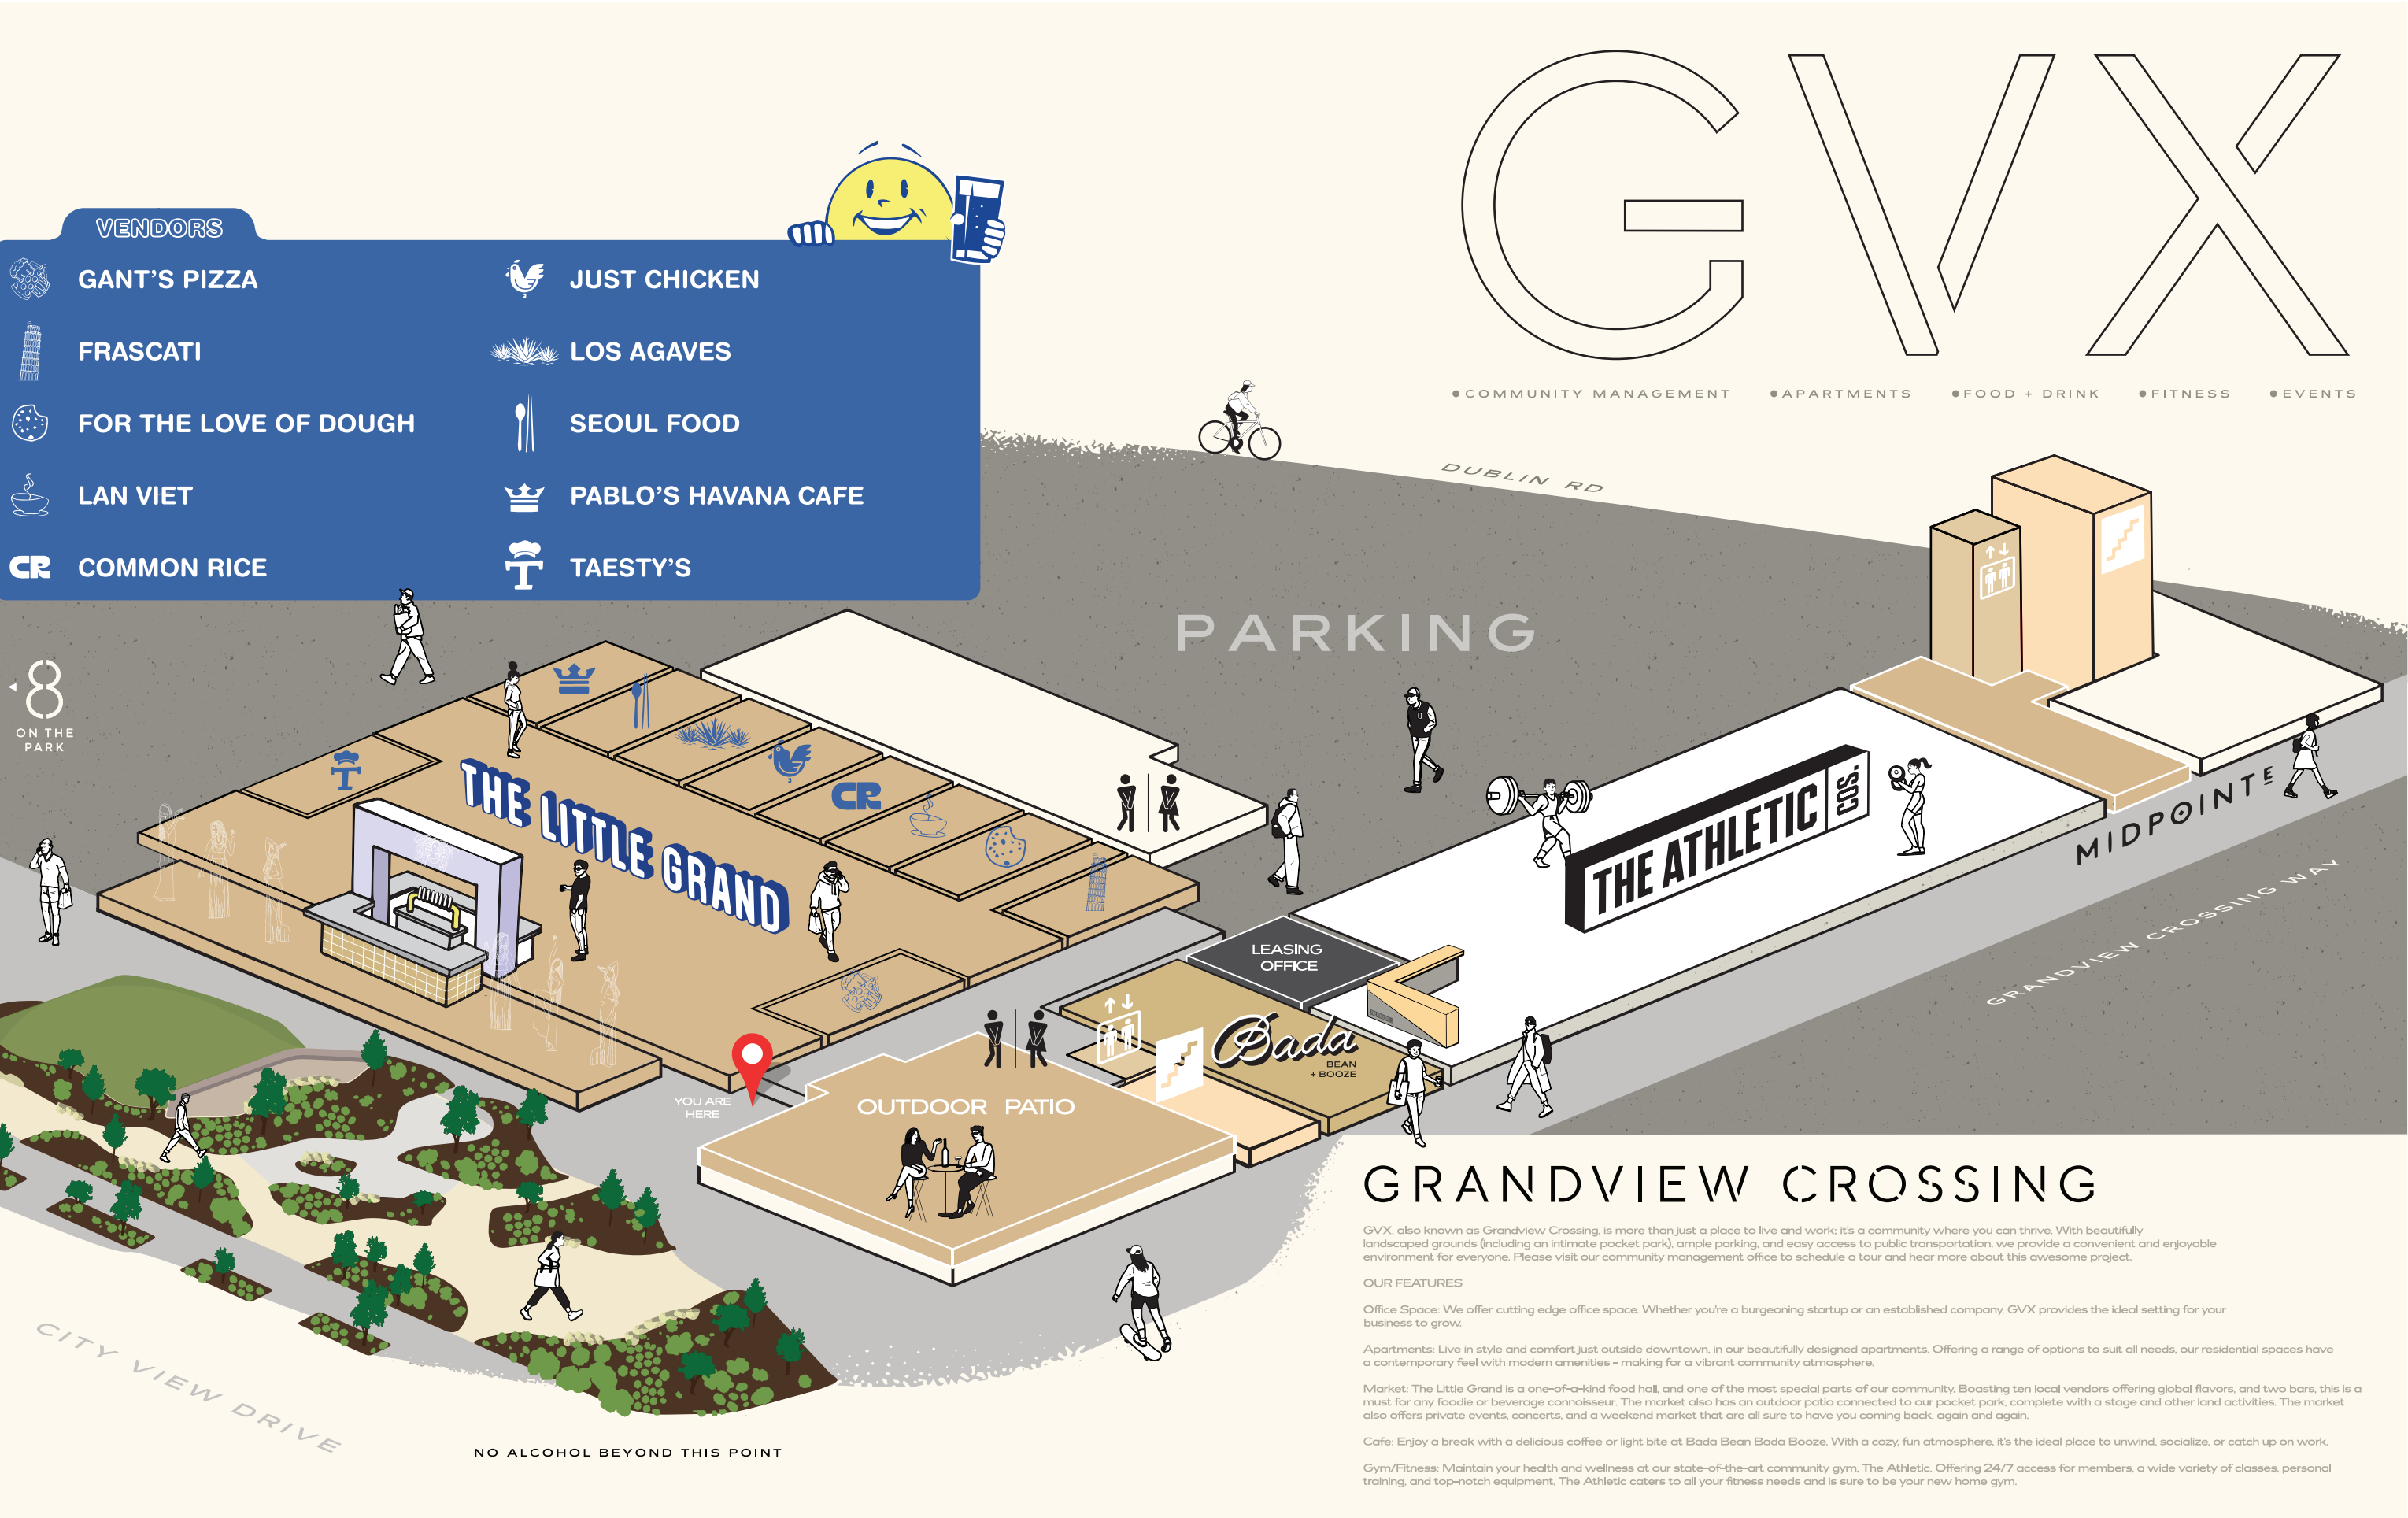 GVX
•COMMUNITY MANAGEMENT •APARTMENTS •FOOD + DRINK •FITNESS •EVENTS
VENDORS
GANT'S PIZZA
FRASCATI
FOR THE LOVE OF DOUGH
LAN VIET
CR COMMON RICE
JUST CHICKEN
LOS AGAVES
SEOUL FOOD
PABLO'S HAVANA CAFE
T TAESTY'S
DUBLIN RD
PARKING
8
ON THE
PARK
T
CR
THE LITTLE GRAND
THE ATHLETIC COS.
MIDPOINTE
GRANDVIEW CROSSING WAY
LEASING
OFFICE
Bada
BEAN
+ BOOZE
YOU ARE
HERE
OUTDOOR PATIO
CITY VIEW DRIVE
NO ALCOHOL BEYOND THIS POINT
GRANDVIEW CROSSING
GVX, also known as Grandview Crossing, is more than just a place to live and work; it's a community where you can thrive. With beautifully
landscaped grounds (including an intimate pocket park), ample parking, and easy access to public transportation, we provide a convenient and enjoyable
environment for everyone. Please visit our community management office to schedule a tour and hear more about this awesome project.
OUR FEATURES
Office Space: We offer cutting edge office space. Whether you're a burgeoning startup or an established company, GVX provides the ideal setting for your
business to grow.
Apartments: Live in style and comfort just outside downtown, in our beautifully designed apartments. Offering a range of options to suit all needs, our residential spaces have
a contemporary feel with modern amenities – making for a vibrant community atmosphere.
Market: The Little Grand is a one-of-a-kind food hall, and one of the most special parts of our community. Boasting ten local vendors offering global flavors, and two bars, this is a
must for any foodie or beverage connoisseur. The market also has an outdoor patio connected to our pocket park, complete with a stage and other land activities. The market
also offers private events, concerts, and a weekend market that are all sure to have you coming back, again and again.
Cafe: Enjoy a break with a delicious coffee or light bite at Bada Bean Bada Booze. With a cozy, fun atmosphere, it's the ideal place to unwind, socialize, or catch up on work.
Gym/Fitness: Maintain your health and wellness at our state-of-the-art community gym, The Athletic. Offering 24/7 access for members, a wide variety of classes, personal
training, and top-notch equipment, The Athletic caters to all your fitness needs and is sure to be your new home gym.